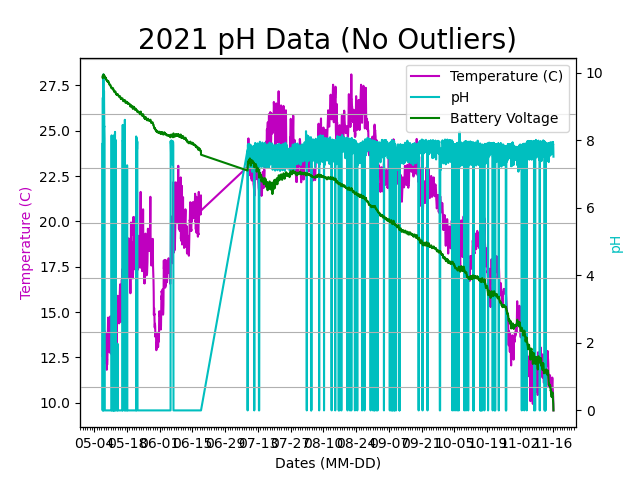 2021 pH Data (No Outliers)
Temperature (C)
pH
Battery Voltage
27.5
25.0
22.5
20.0
17.5
15.0
12.5
10.0
Temperature (C)
10
8
6
4
2
0
pH
05-04 05-18 06-01 06-15 06-29 07-13 07-27 08-10 08-24 09-07 09-21 10-05 10-19 11-02 11-16
Dates (MM-DD)